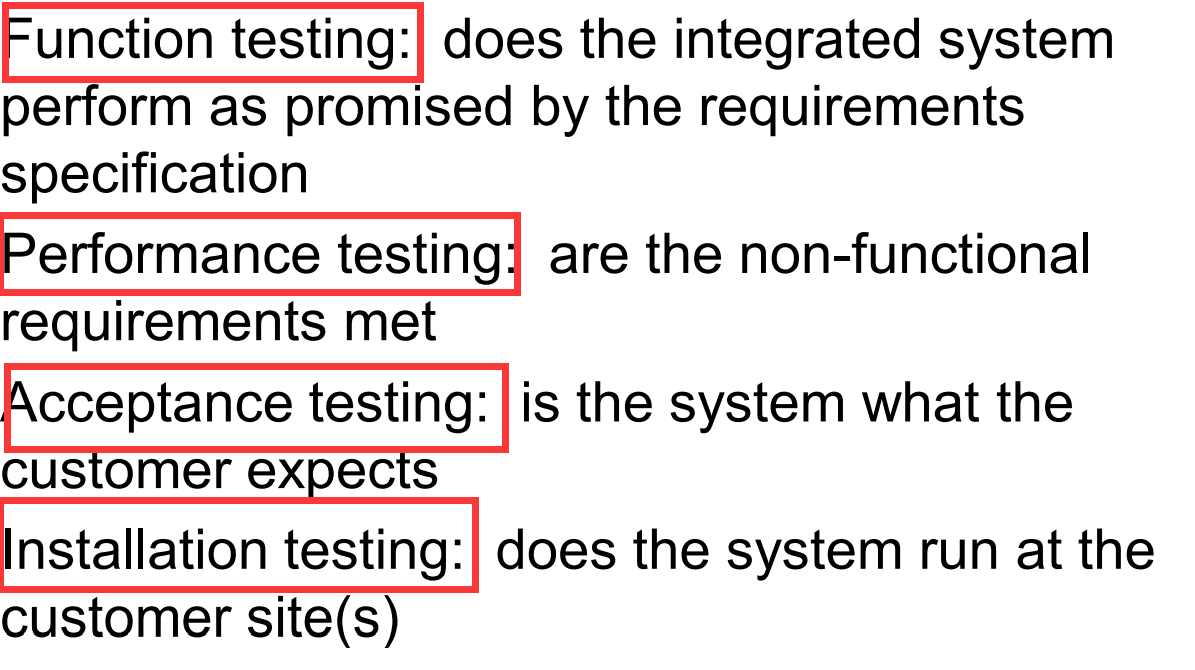 Function testing: does the integrated system
perform as promised by the requirements
specification
Performance testing: are the non-functional
requirements met
Acceptance testing: is the system what the
customer expects
Installation testing: does the system run at the
customer site(s)